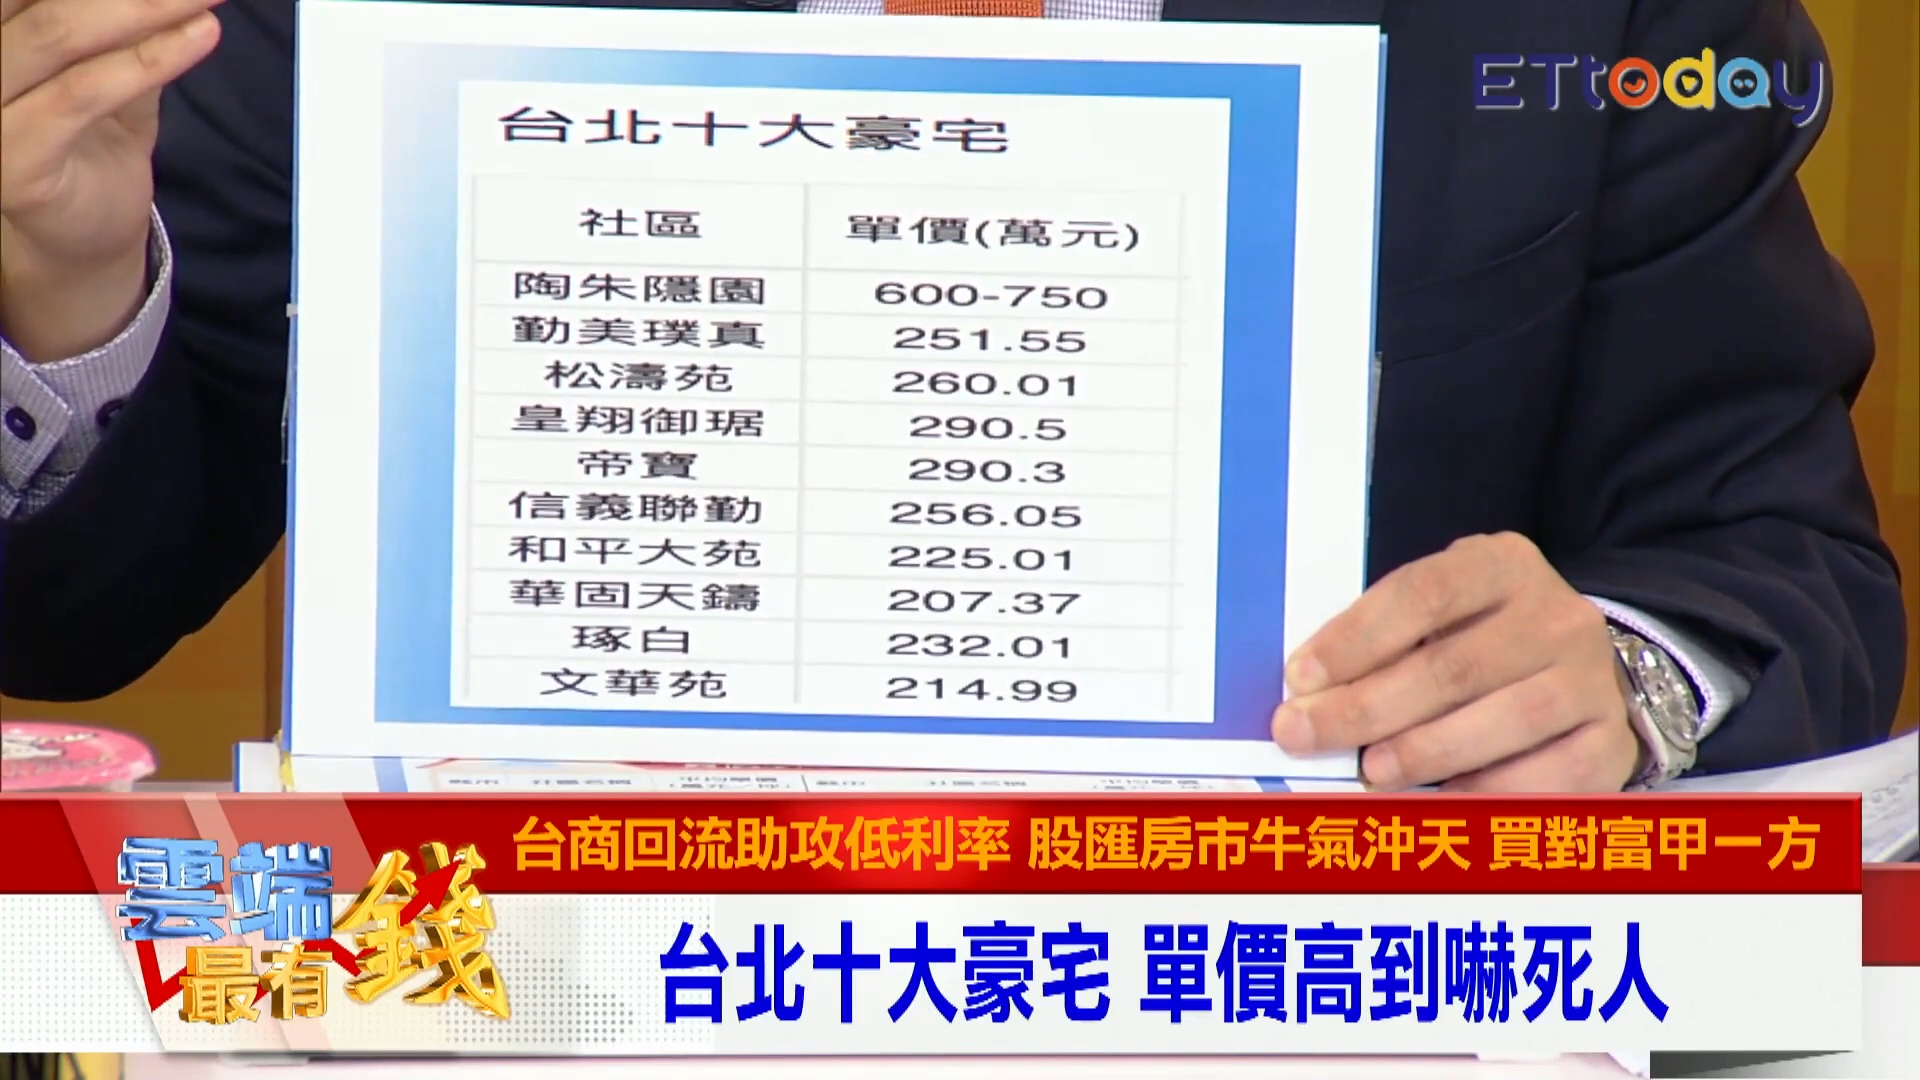 ETtoday
台北十大豪宅
社區 單價(萬元)
陶朱隱園 600-750
勤美璞真 251.55
松濤苑 260.01
皇翔御琚 290.5
帝寶 290.3
信義聯勤 256.05
和平大苑 225.01
華固天鑄 207.37
琢白 232.01
文華苑 214.99
台商回流助攻低利率 股匯房市牛氣沖天 買對富甲一方
雲端
最有錢
台北十大豪宅 單價高到嚇死人